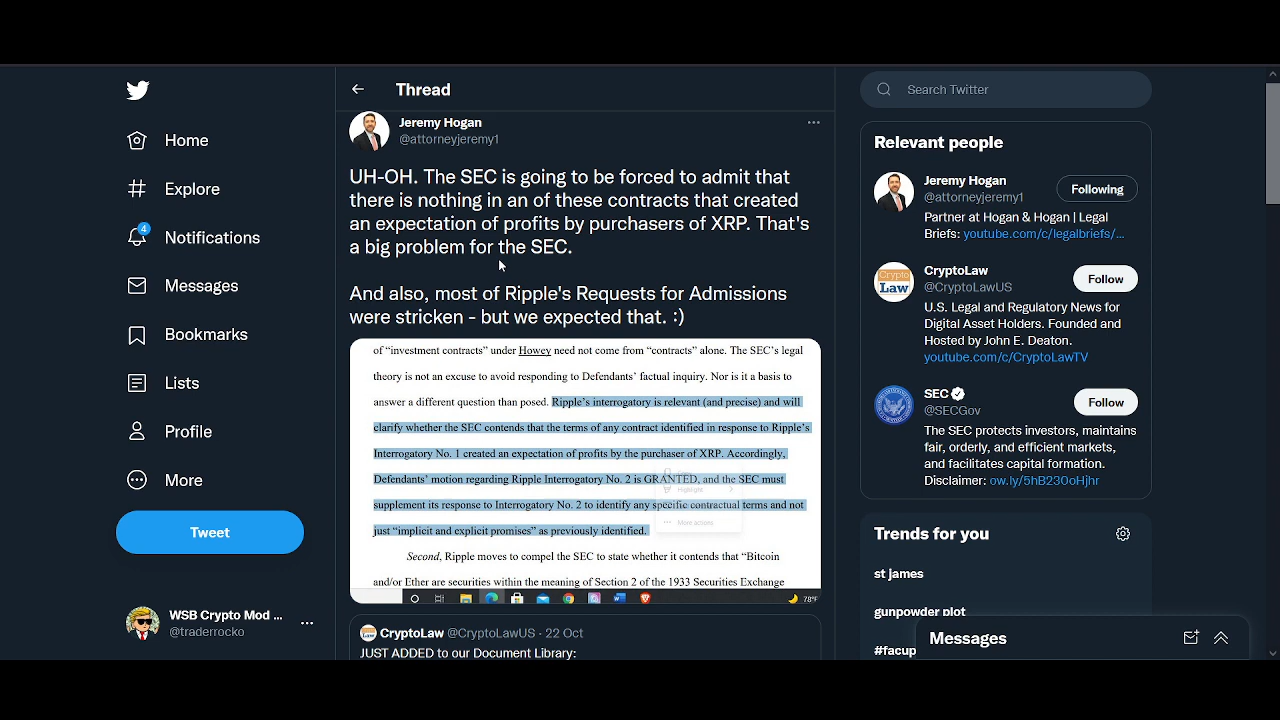 Home
Explore
4
Notifications
Messages
Bookmarks
Lists
Profile
More
Tweet
WSB Crypto Mod ...
@traderrocko
Thread
Jeremy Hogan
@attorneyjeremy1
UH-OH. The SEC is going to be forced to admit that
there is nothing in an of these contracts that created
an expectation of profits by purchasers of XRP. That's
a big problem for the SEC.
And also, most of Ripple's Requests for Admissions
were stricken - but we expected that. :)
of “investment contracts” under Howey need not come from “contracts” alone. The SEC’s legal
theory is not an excuse to avoid responding to Defendants’ factual inquiry. Nor is it a basis to
answer a different question than posed. Ripple’s interrogatory is relevant (and precise) and will
clarify whether the SEC contends that the terms of any contract identified in response to Ripple’s
Interrogatory No. 1 created an expectation of profits by the purchaser of XRP. Accordingly,
Defendants’ motion regarding Ripple Interrogatory No. 2 is GRANTED, and the SEC must
supplement its response to Interrogatory No. 2 to identify any specific contractual terms and not
just “implicit and explicit promises” as previously identified.
Highlight
More actions
Second, Ripple moves to compel the SEC to state whether it contends that “Bitcoin
and/or Ether are securities within the meaning of Section 2 of the 1933 Securities Exchange
78°F
CryptoLaw @CryptoLawUS · 22 Oct
JUST ADDED to our Document Library:
Search Twitter
Relevant people
Jeremy Hogan
@attorneyjeremy1
Following
Partner at Hogan & Hogan | Legal
Briefs: youtube.com/c/legalbriefs/...
Crypto
Law
CryptoLaw
@CryptoLawUS
Follow
U.S. Legal and Regulatory News for
Digital Asset Holders. Founded and
Hosted by John E. Deaton.
youtube.com/c/CryptoLawTV
SEC
@SECGov
Follow
The SEC protects investors, maintains
fair, orderly, and efficient markets,
and facilitates capital formation.
Disclaimer: ow.ly/5hB230oHjhr
Trends for you
st james
gunpowder plot
#facup
Messages